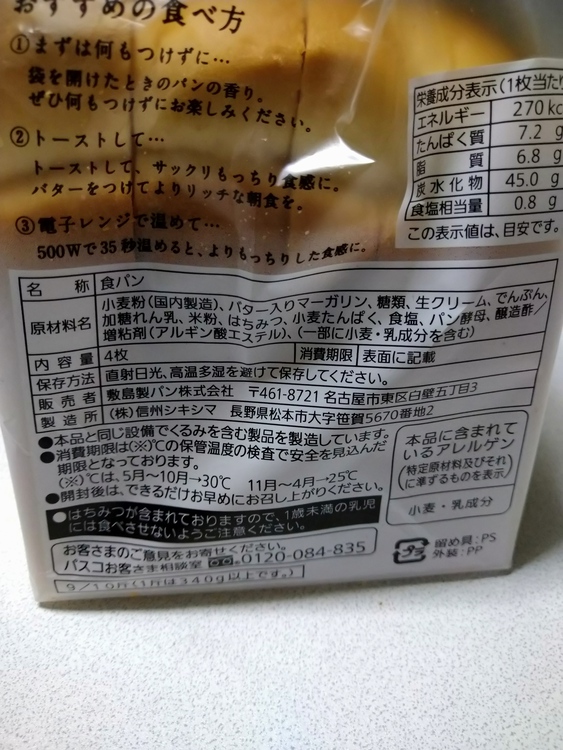 おすすめの食べ方
①まずは何もつけずに…
袋を開けたときのパンの香り。
ぜひ何もつけずにお楽しみください。
②トーストして…
トーストして、サックリもっちり食感に。
バターをつけてよりリッチな朝食を。
③電子レンジで温めて…
500Wで35秒温めると、よりもっちりした食感に。
栄養成分表示(1枚当たり
エネルギー 270kc
たんぱく質 7.2 g
脂質 6.8 g
炭水化物 45.0 g
食塩相当量 0.8 g
この表示値は、目安です。
名称 食パン
原材料名 小麦粉(国内製造)、バター入りマーガリン、糖類、生クリーム、でんぷん、
加糖れん乳、米粉、はちみつ、小麦たんぱく、食塩、パン酵母、醸造酢／
増粘剤(アルギン酸エステル)、(一部に小麦・乳成分を含む)
内容量 4枚 消費期限 表面に記載
保存方法 直射日光、高温多湿を避けて保存してください。
販売者 敷島製パン株式会社 〒461-8721 名古屋市東区白壁五丁目3
製造所 (株)信州シキシマ 長野県松本市大字笹賀5670番地2
●本品と同じ設備でくるみを含む製品を製造しています。
●消費期限は(※)℃の保管温度の検査で安全を見込んだ
期限となっております。
(※)℃は、5月〜10月→30℃ 11月〜4月→25℃
●開封後は、できるだけお早めにお召し上がりください。
●はちみつが含まれておりますので、1歳未満の乳児
には食べさせないようご注意ください。
本品に含まれて
いるアレルゲン
(特定原材料及びそれ
に準ずるものを表示)
小麦・乳成分
お客さまのご意見をお寄せください。
パスコお客さま相談室 0120-084-835
プラ
留め具:PS
外装:PP
9/10斤(1斤は340g以上です。)